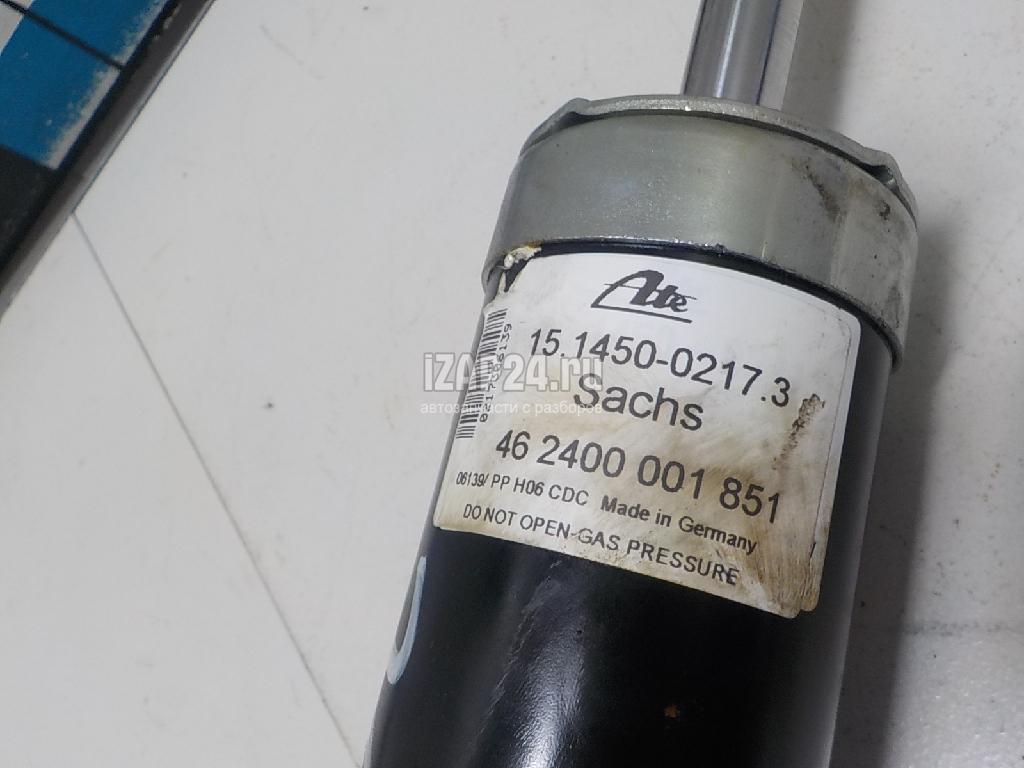 Ate
15.1450-0217.3
Sachs
46 2400 001 851
06139/ PP H06 CDC Made in Germany
DO NOT OPEN-GAS PRESSURE
iZAP24.ru
автозапчасти с разборов